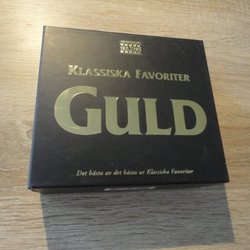 KLASSISKA FAVORITER
GULD
Det bästa av det bästa ur Klassiska Favoriter